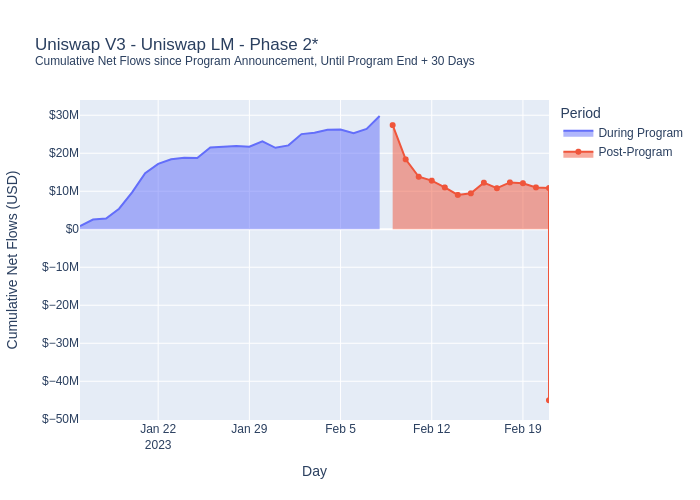 Uniswap V3 - Uniswap LM - Phase 2*
Cumulative Net Flows since Program Announcement, Until Program End + 30 Days
Period
During Program
Post-Program
Cumulative Net Flows (USD)
$30M
$20M
$10M
$0
$−10M
$−20M
$−30M
$−40M
$−50M
Jan 22
2023
Jan 29
Feb 5
Feb 12
Feb 19
Day